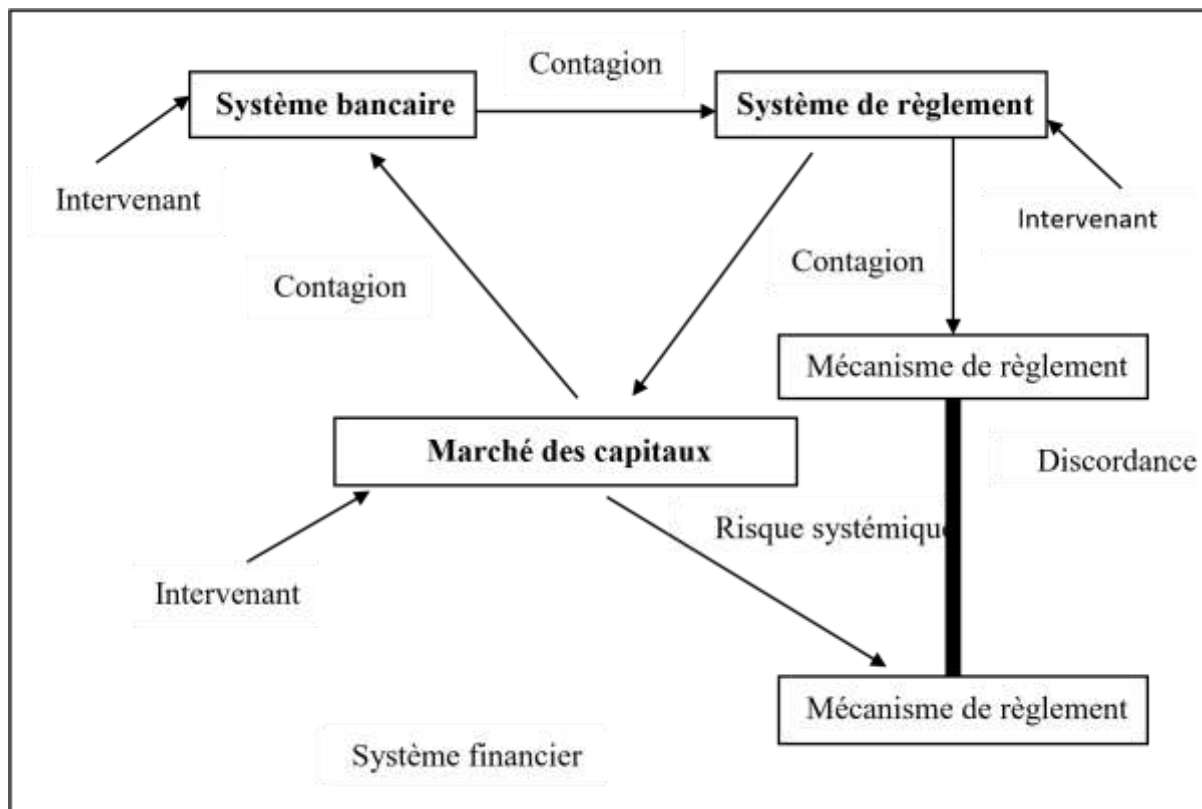 Contagion
Système bancaire
Système de règlement
Intervenant
Intervenant
Contagion
Contagion
Mécanisme de règlement
Marché des capitaux
Discordance
Risque systémique
Intervenant
Mécanisme de règlement
Système financier